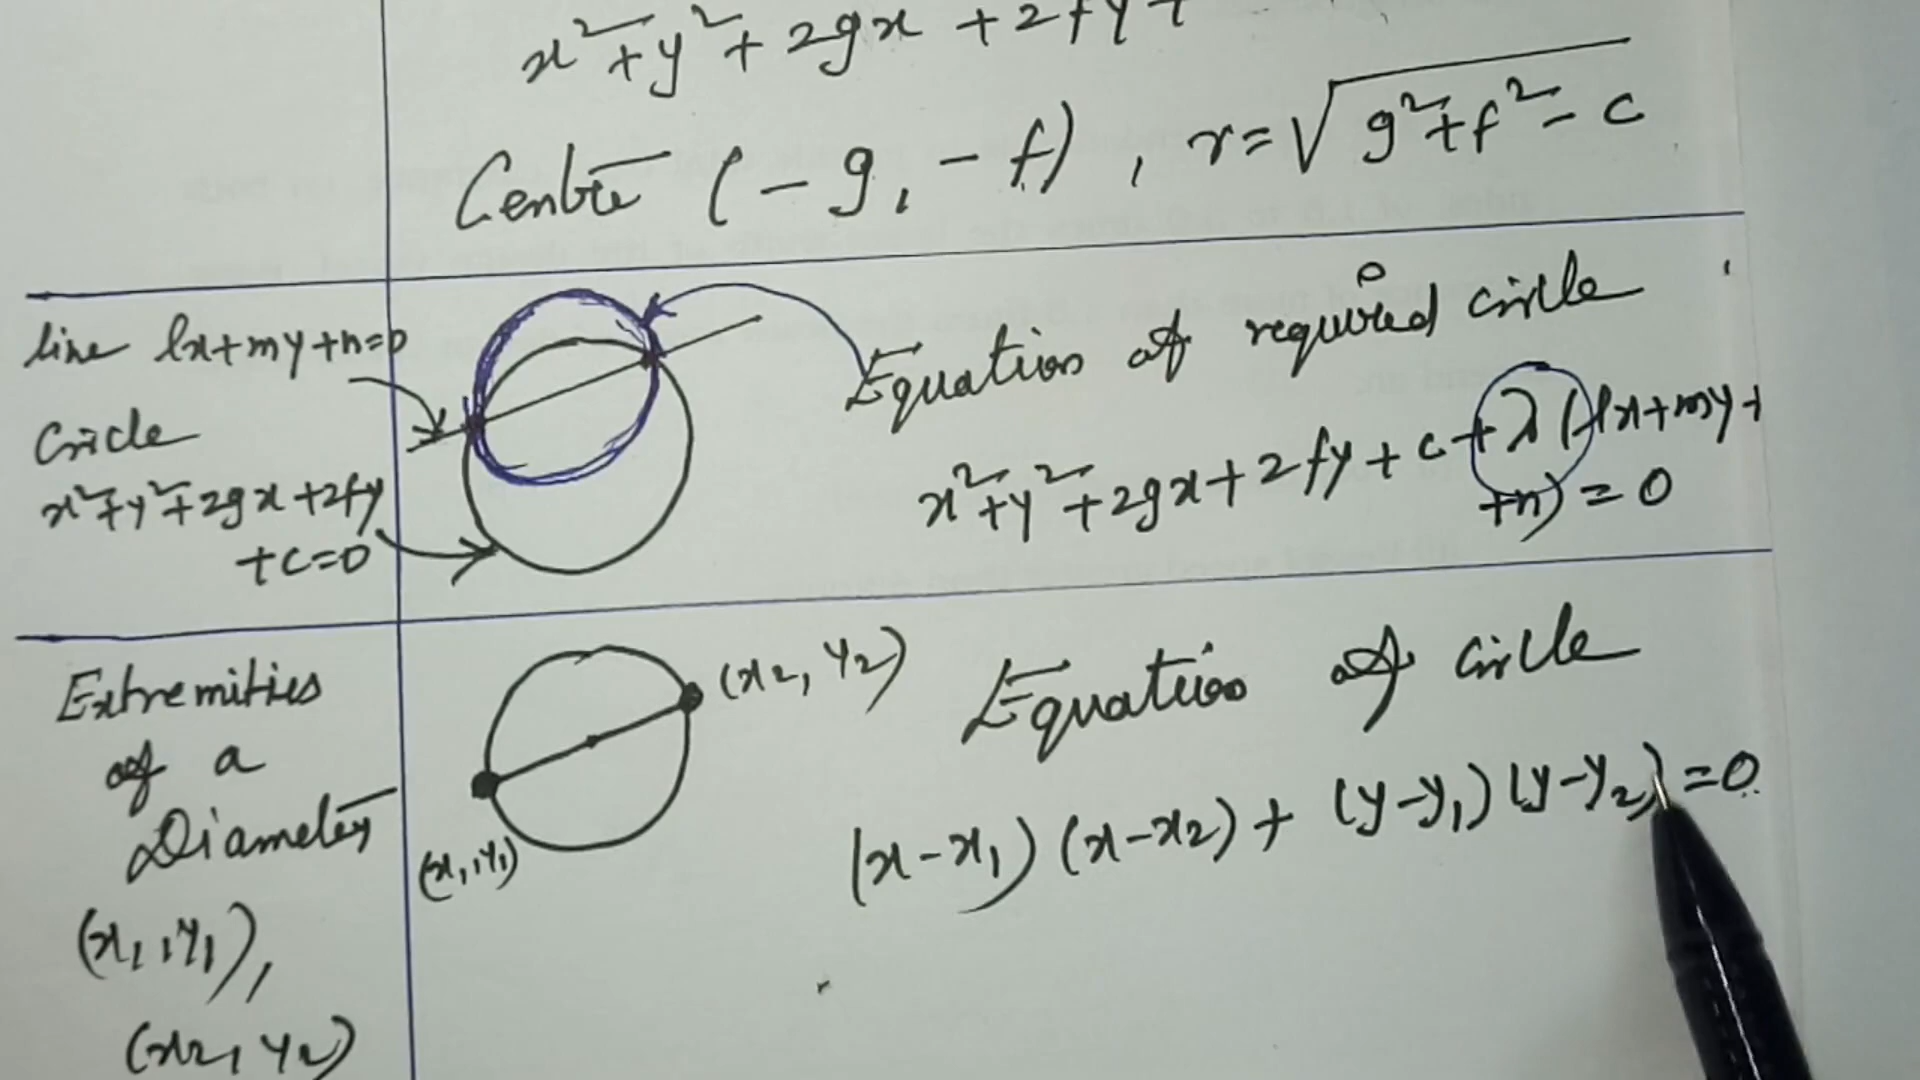 x²+y²+2gx+2fy+
Centre (-g, -f), r=√g²+f²-c
line lx+my+n=0
Circle
x²+y²+2gx+2fy
+c=0
Equation of required circle
x²+y²+2gx+2fy+c+λ(lx+my+
+n)=0
Extremities
of a
Diameter
(x₁,y₁),
(x₂,y₂)
(x₂,y₂)
(x₁,y₁)
Equation of circle
(x-x₁)(x-x₂)+(y-y₁)(y-y₂)=0